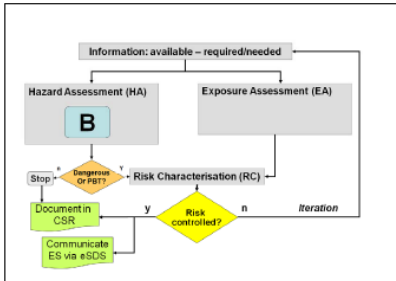 Information: available – required/needed
Hazard Assessment (HA)
Exposure Assessment (EA)
B
Dangerous
Or PBT?
n
Y
Stop
Risk Characterisation (RC)
Document in
CSR
y
Risk
controlled?
n
Iteration
Communicate
ES via eSDS